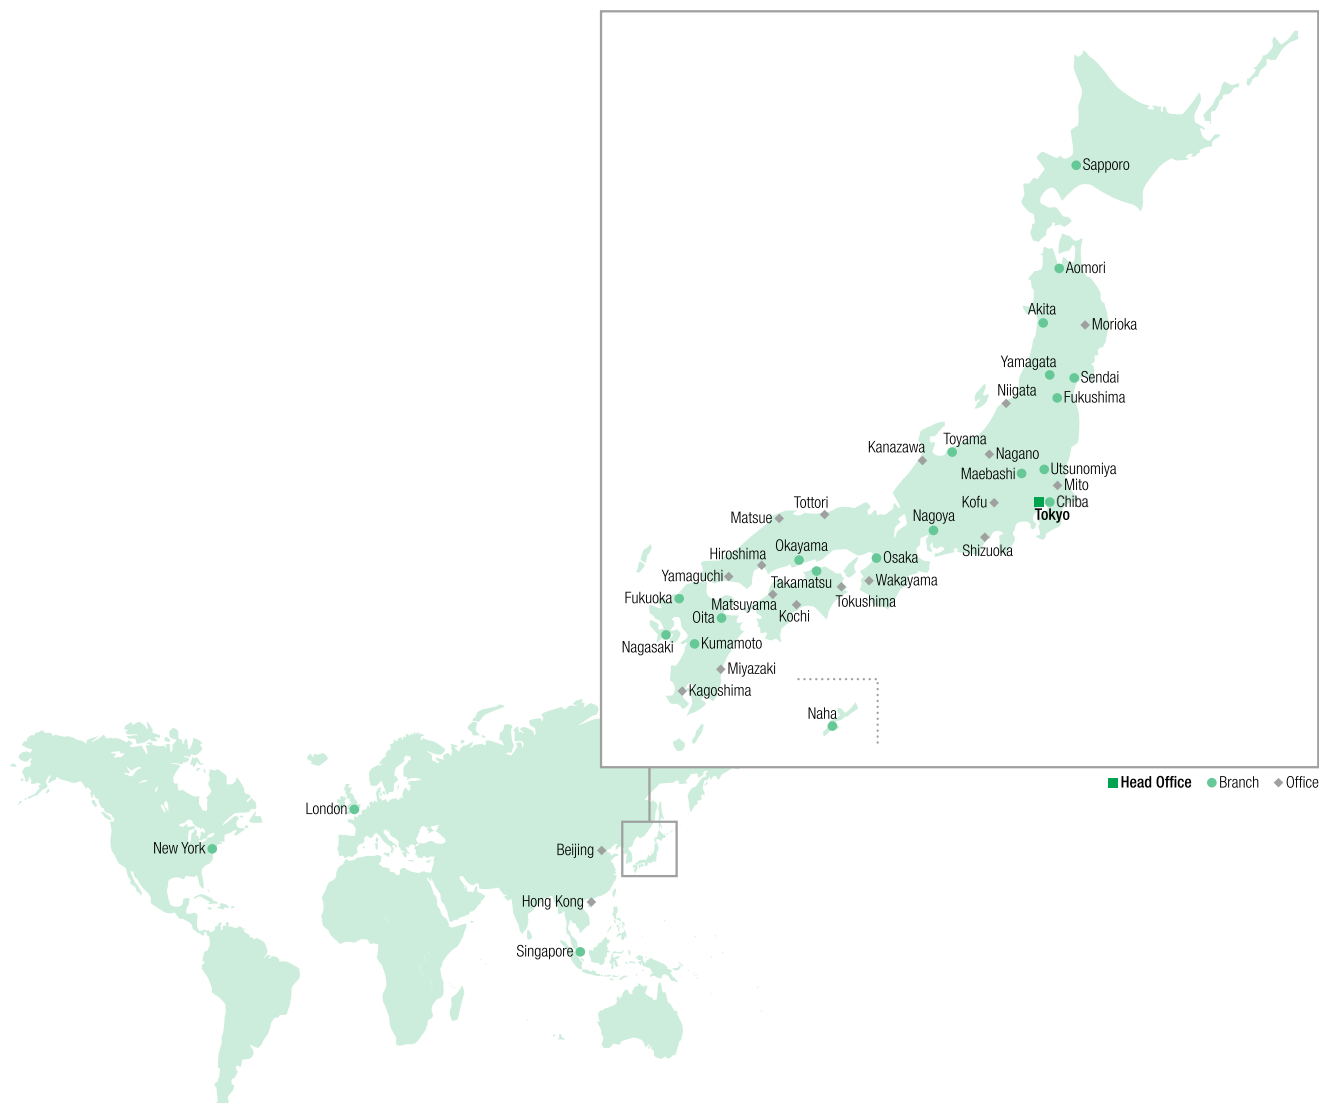 Sapporo
Aomori
Akita
Morioka
Yamagata
Sendai
Niigata
Fukushima
Toyama
Kanazawa
Nagano
Utsunomiya
Maebashi
Mito
Kofu
Chiba
Tokyo
Tottori
Matsue
Nagoya
Shizuoka
Okayama
Hiroshima
Osaka
Yamaguchi
Takamatsu
Wakayama
Fukuoka
Matsuyama
Tokushima
Oita
Kochi
Nagasaki
Kumamoto
Miyazaki
Kagoshima
Naha
Head Office
Branch
Office
London
New York
Beijing
Hong Kong
Singapore